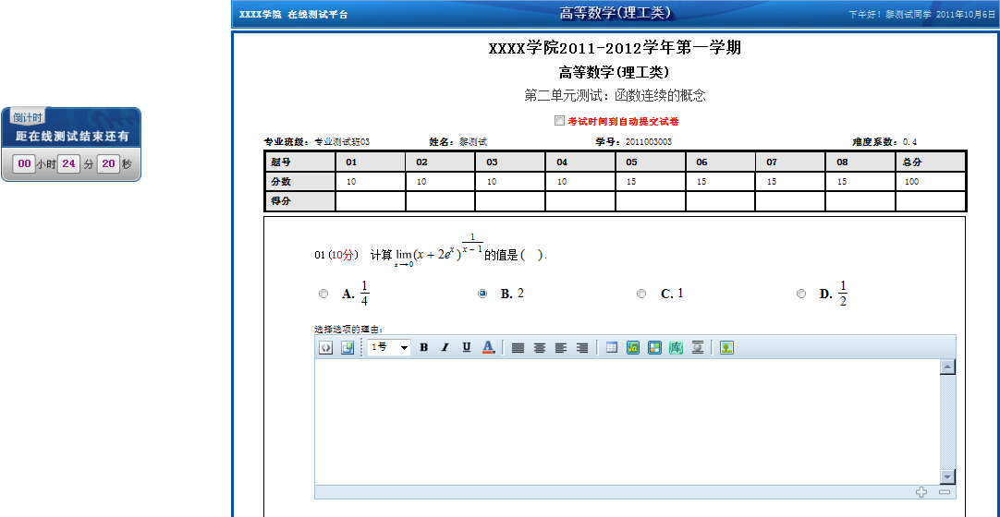 XXXX学院 在线测试平台
高等数学(理工类)
下午好！黎测试同学 2011年10月6日
XXXX学院2011-2012学年第一学期
高等数学(理工类)
第二单元测试：函数连续的概念
考试时间到自动提交试卷
倒计时
距在线测试结束还有
00 小时 24 分 20 秒
专业班级：专业测试班03 姓名：黎测试 学号：2011003003 难度系数：0.4
题号 01 02 03 04 05 06 07 08 总分
分数 10 10 10 10 15 15 15 15 100
得分
01(10分) 计算 lim x→0 (x + 2e^x)^(1/(x − 1)) 的值是( ).
A. 1/4 B. 2 C. 1 D. 1/2
选择选项的理由：
1号 B I U A 库